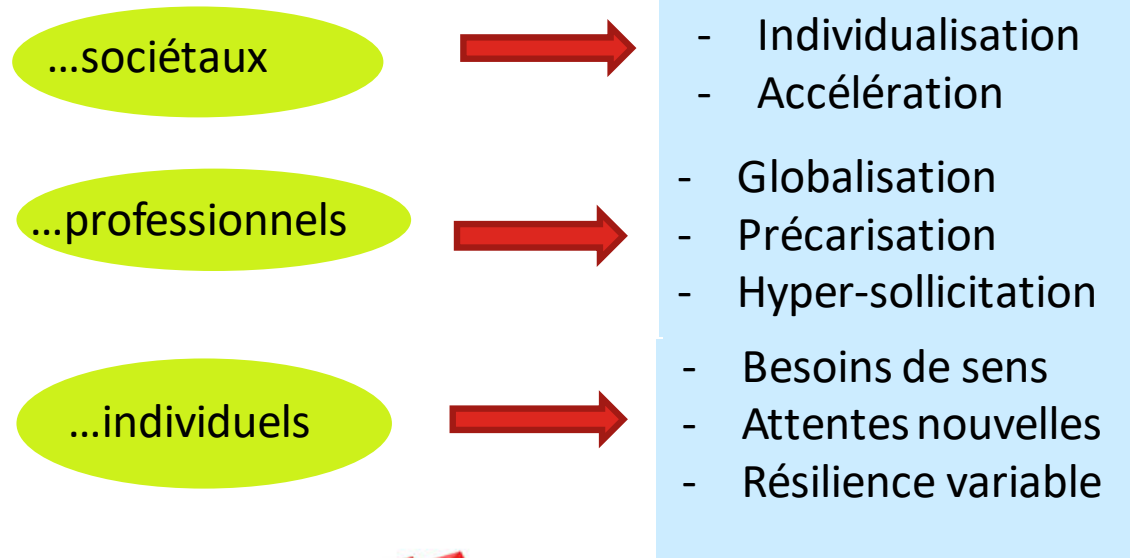 ...sociétaux
- Individualisation
- Accélération
...professionnels
- Globalisation
- Précarisation
- Hyper-sollicitation
...individuels
- Besoins de sens
- Attentes nouvelles
- Résilience variable